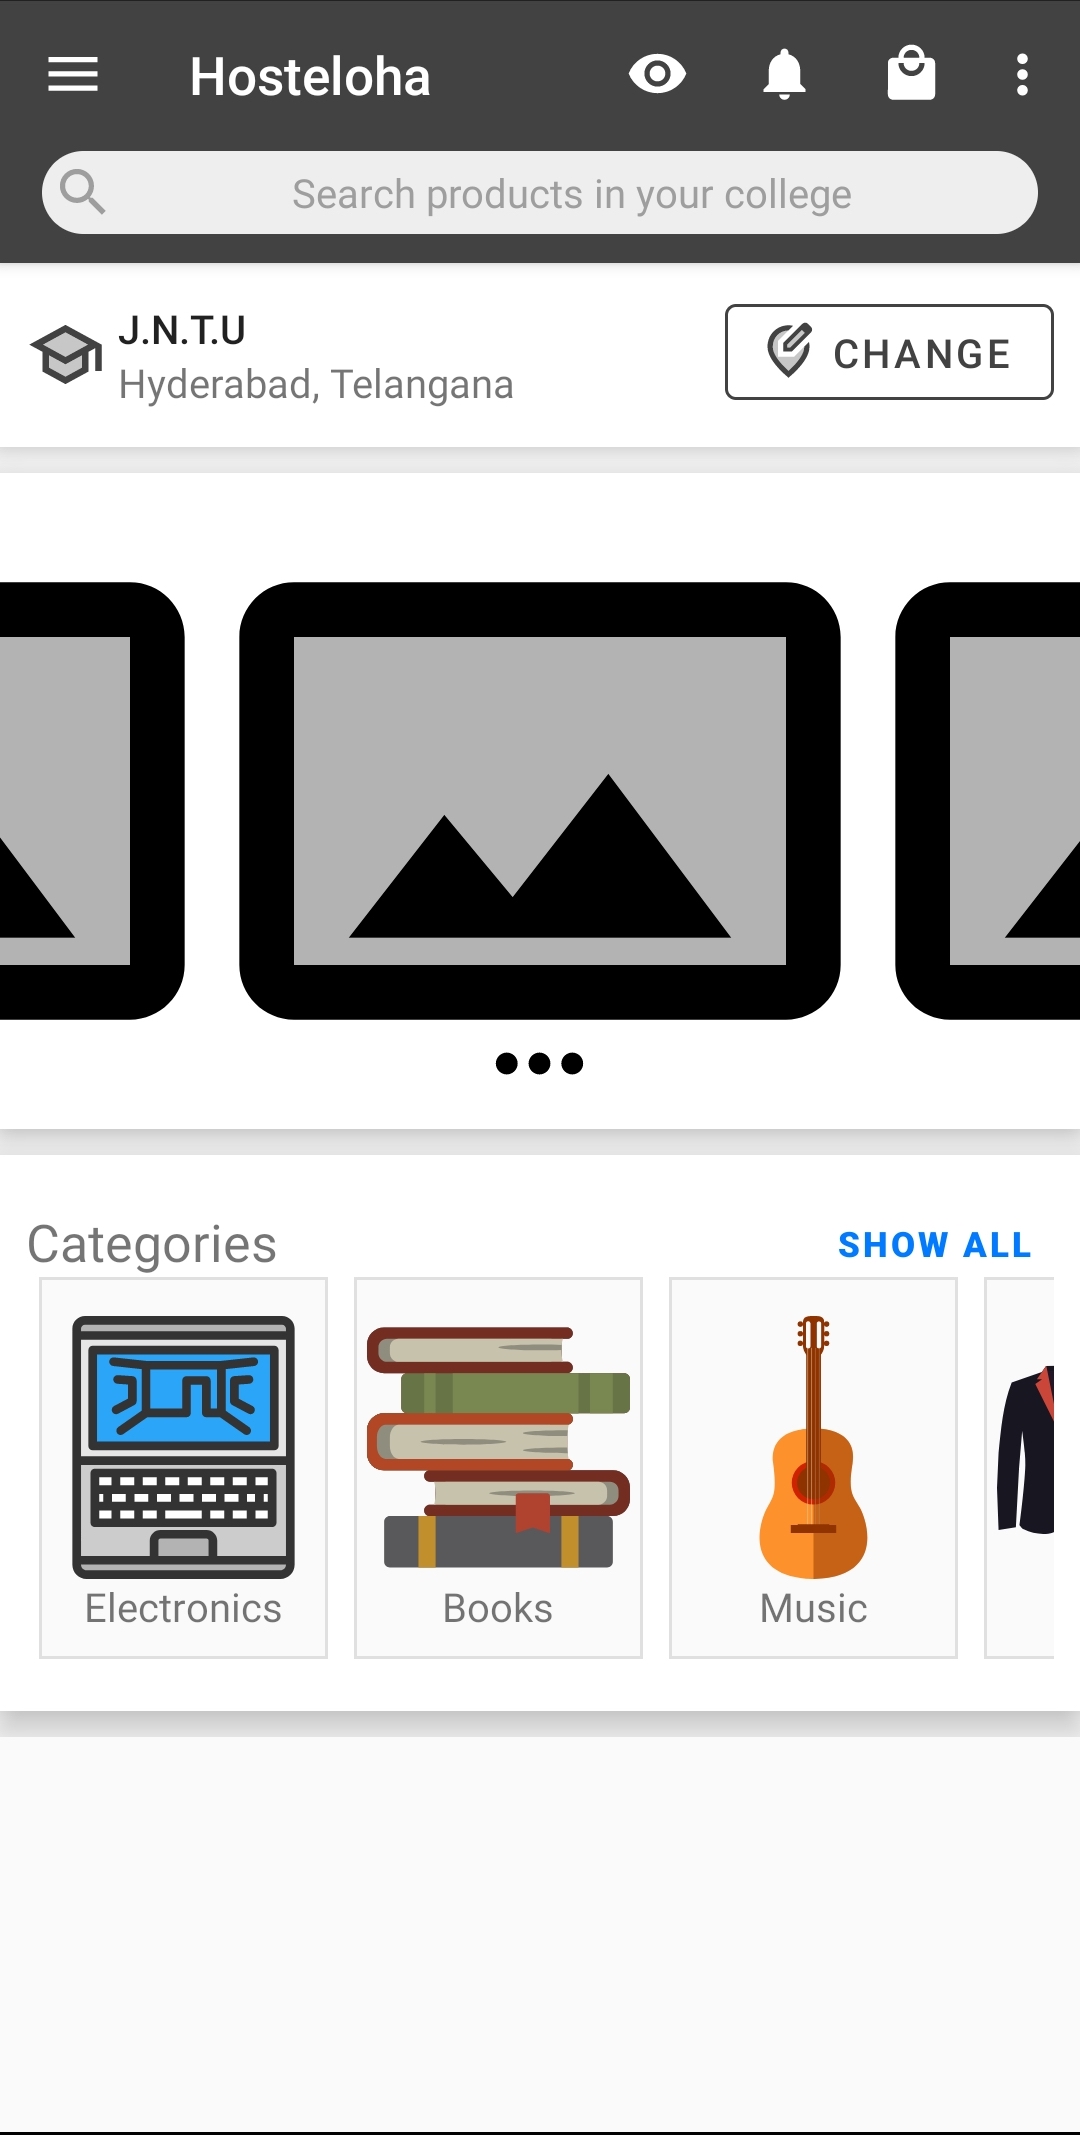 Hosteloha
Search products in your college
J.N.T.U
Hyderabad, Telangana
CHANGE
Categories
SHOW ALL
Electronics
Books
Music